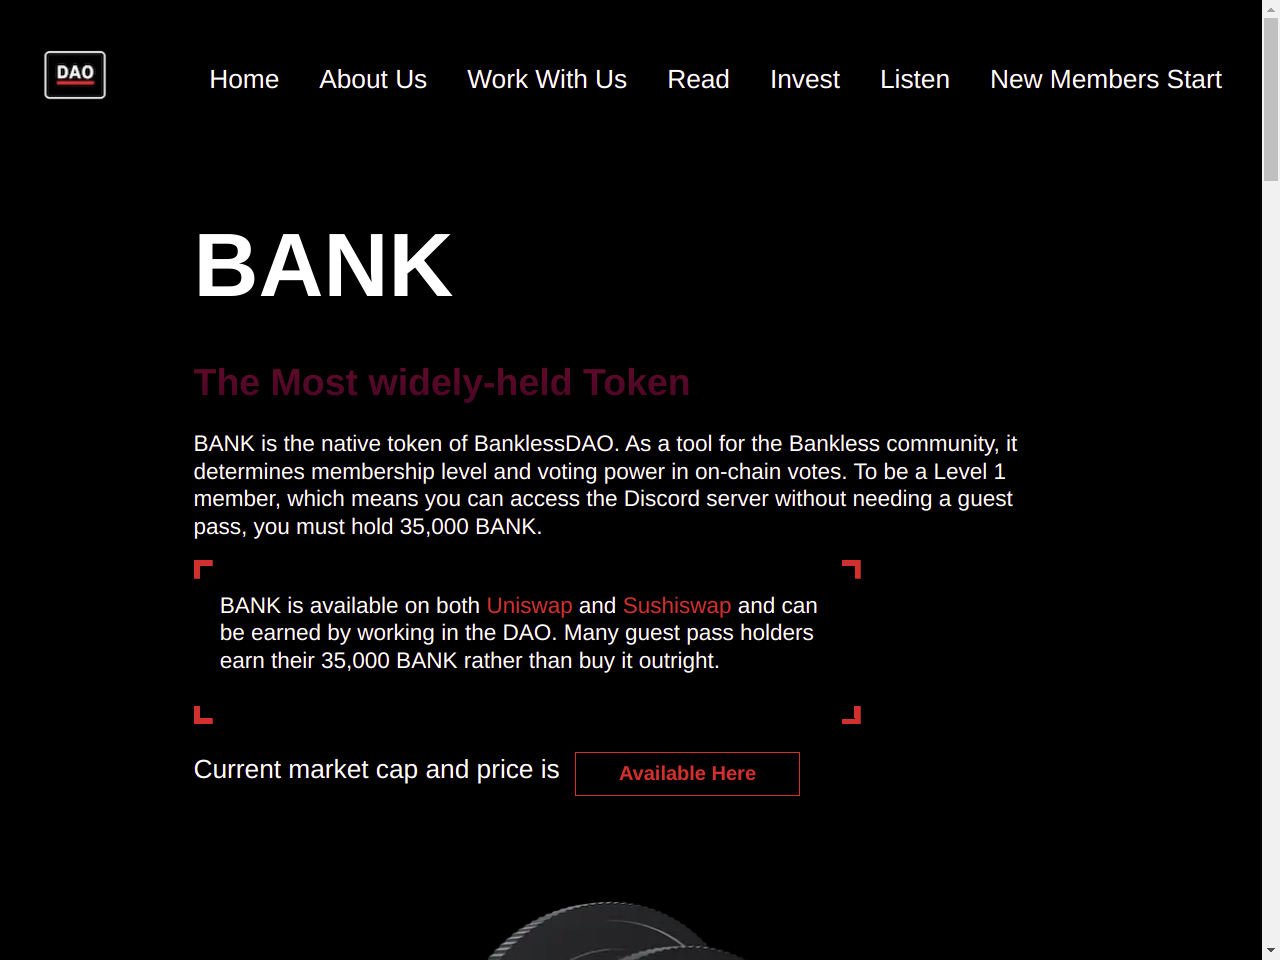 DAO
Home About Us Work With Us Read Invest Listen New Members Start
BANK
The Most widely-held Token
BANK is the native token of BanklessDAO. As a tool for the Bankless community, it
determines membership level and voting power in on-chain votes. To be a Level 1
member, which means you can access the Discord server without needing a guest
pass, you must hold 35,000 BANK.
BANK is available on both Uniswap and Sushiswap and can
be earned by working in the DAO. Many guest pass holders
earn their 35,000 BANK rather than buy it outright.
Current market cap and price is Available Here